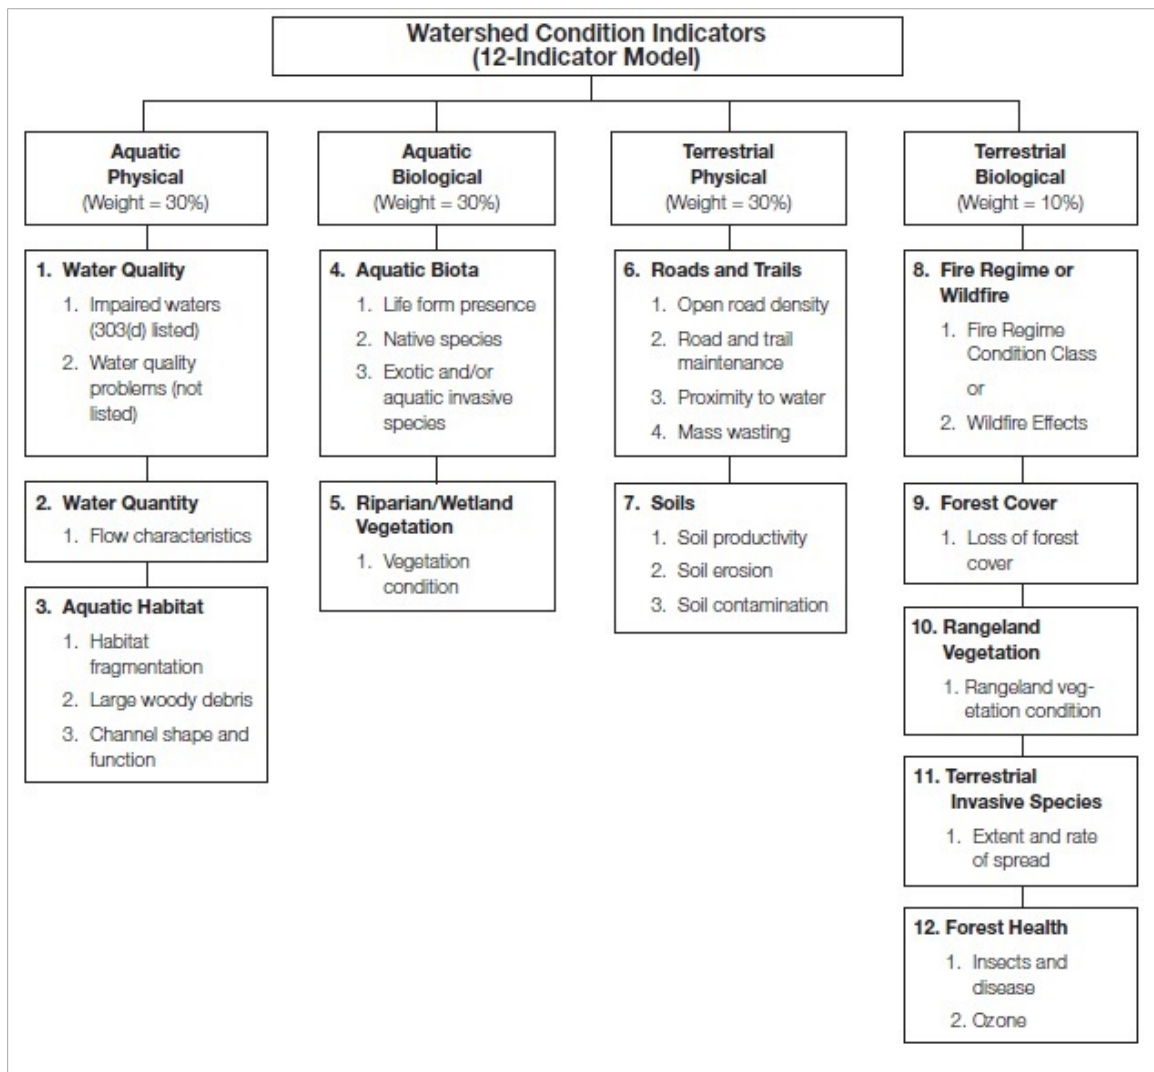 Watershed Condition Indicators
(12-Indicator Model)
Aquatic
Physical
(Weight = 30%)
1. Water Quality
1. Impaired waters
(303(d) listed)
2. Water quality
problems (not
listed)
2. Water Quantity
1. Flow characteristics
3. Aquatic Habitat
1. Habitat
fragmentation
2. Large woody debris
3. Channel shape and
function
Aquatic
Biological
(Weight = 30%)
4. Aquatic Biota
1. Life form presence
2. Native species
3. Exotic and/or
aquatic invasive
species
5. Riparian/Wetland
Vegetation
1. Vegetation
condition
Terrestrial
Physical
(Weight = 30%)
6. Roads and Trails
1. Open road density
2. Road and trail
maintenance
3. Proximity to water
4. Mass wasting
7. Soils
1. Soil productivity
2. Soil erosion
3. Soil contamination
Terrestrial
Biological
(Weight = 10%)
8. Fire Regime or
Wildfire
1. Fire Regime
Condition Class
or
2. Wildfire Effects
9. Forest Cover
1. Loss of forest
cover
10. Rangeland
Vegetation
1. Rangeland veg-
etation condition
11. Terrestrial
Invasive Species
1. Extent and rate
of spread
12. Forest Health
1. Insects and
disease
2. Ozone